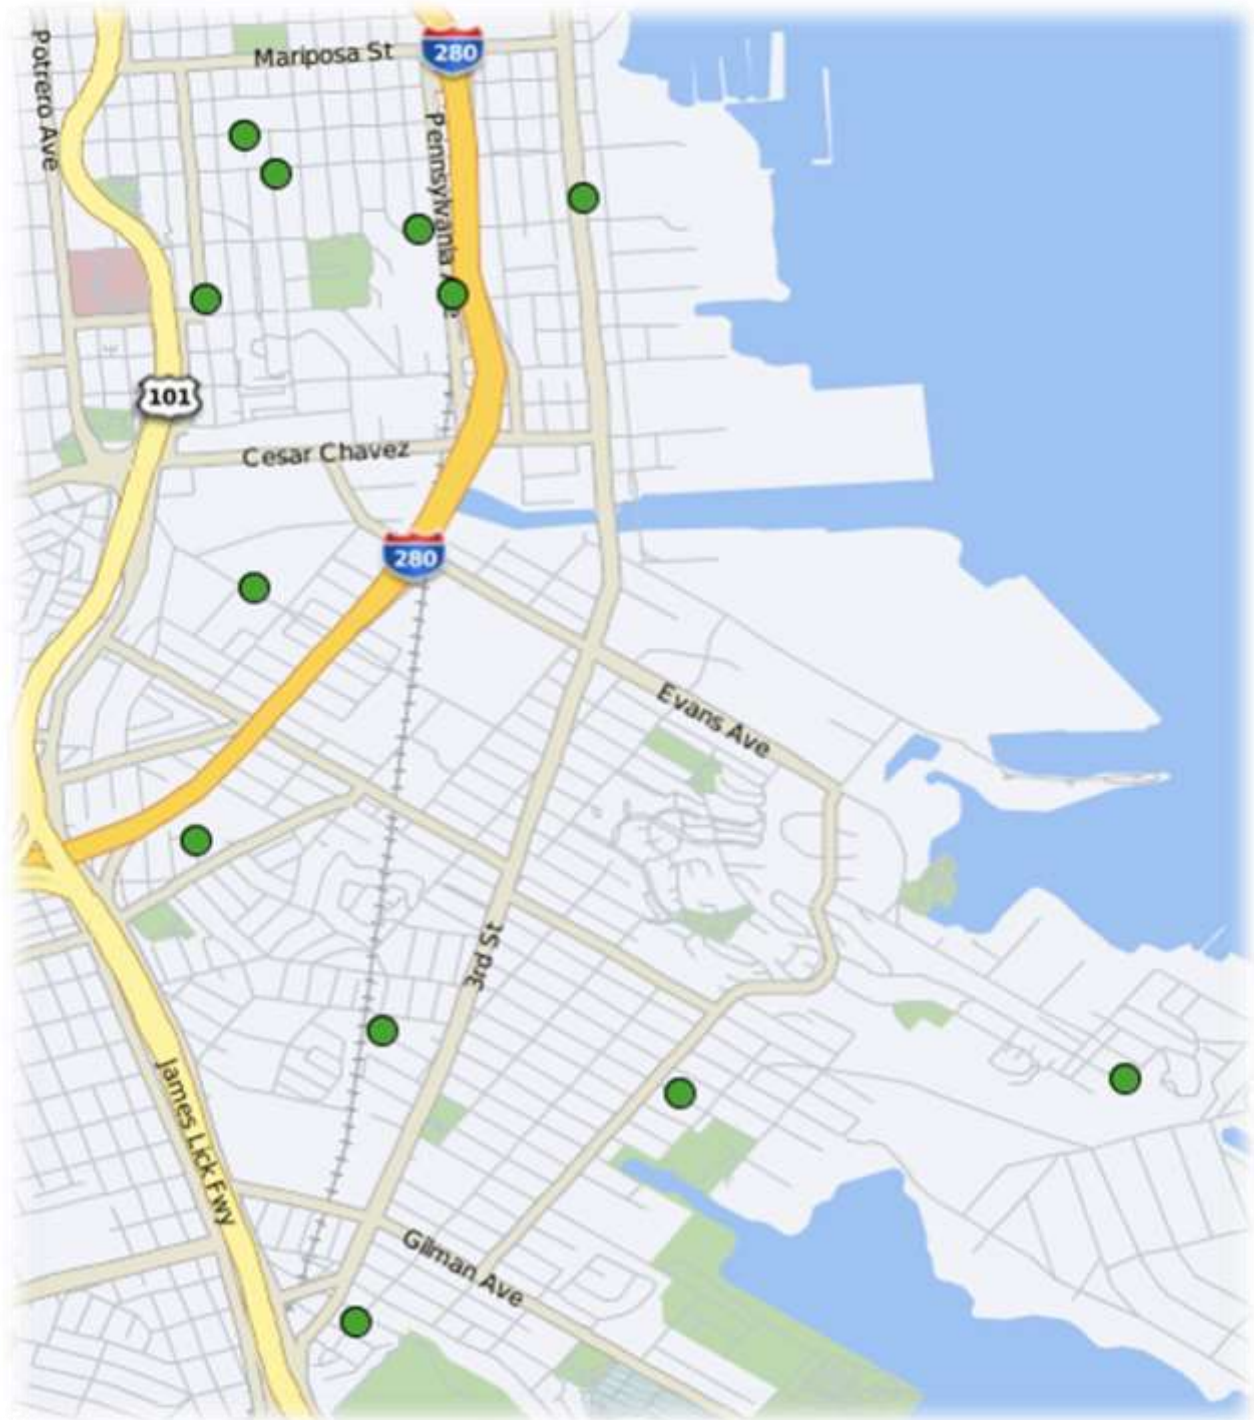 Potrero Ave
Mariposa St
280
Pennsylvania
101
Cesar Chavez
280
Evans Ave
3rd St
James Lick Fwy
Gilman Ave